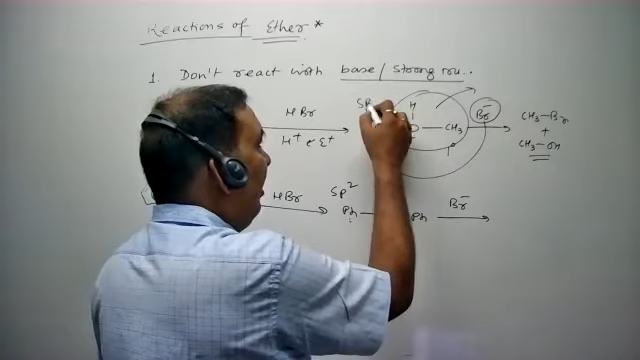 Reactions of Ether *
1. Don't react with base / strong nu..
HBr
H⁺ or E⁺
SP
H
O — CH₃
Br⁻
CH₃—Br
+
CH₃—OH
HBr
SP²
Ph — Ph
Br⁻